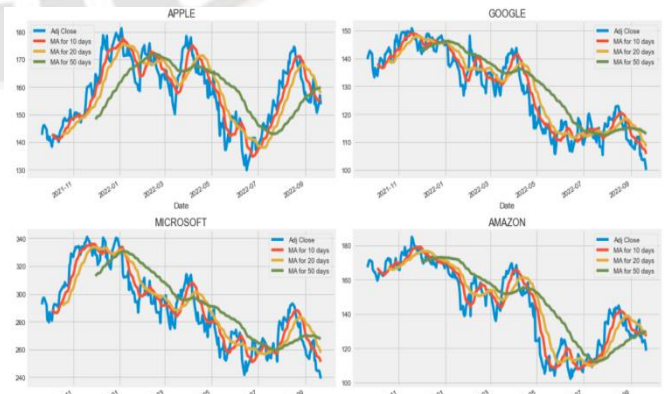 APPLE
Adj Close
MA for 10 days
MA for 20 days
MA for 50 days
180
170
160
150
140
130
2021-11
2022-01
2022-03
2022-05
2022-07
2022-09
Date
GOOGLE
Adj Close
MA for 10 days
MA for 20 days
MA for 50 days
150
140
130
120
110
100
2021-11
2022-01
2022-03
2022-05
2022-07
2022-09
Date
MICROSOFT
Adj Close
MA for 10 days
MA for 20 days
MA for 50 days
340
320
300
280
260
240
AMAZON
Adj Close
MA for 10 days
MA for 20 days
MA for 50 days
180
160
140
120
100